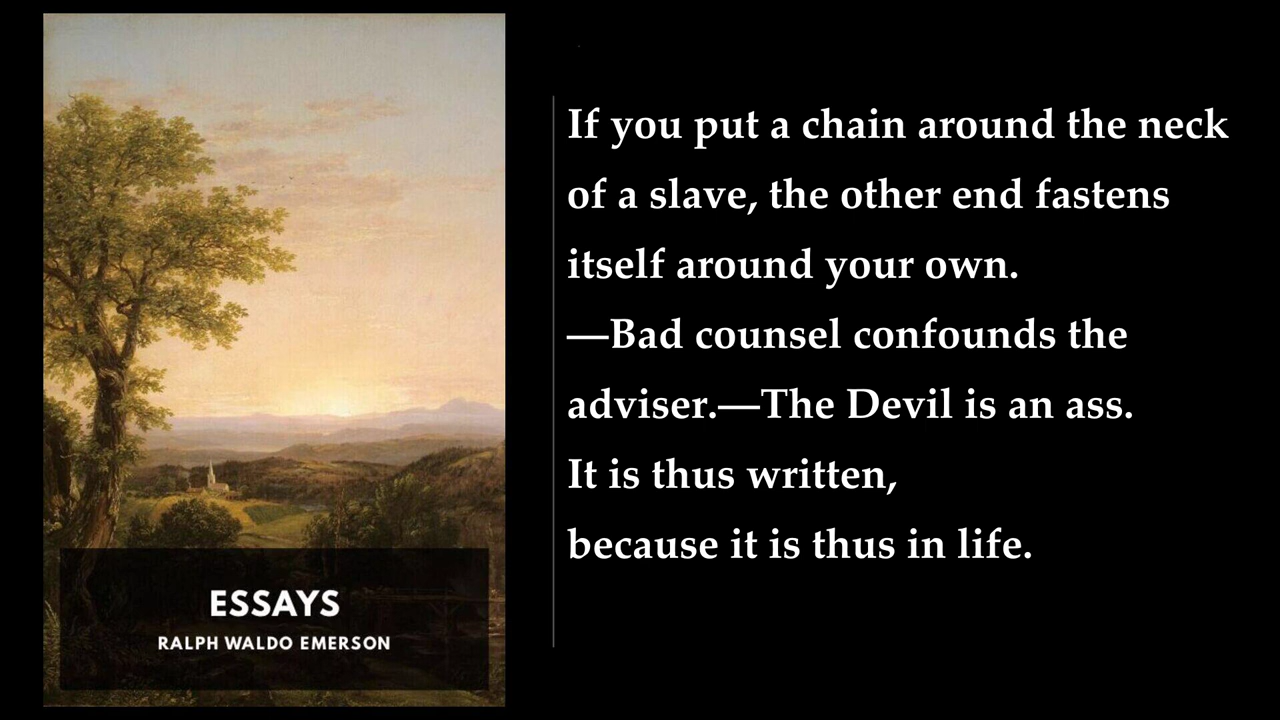 If you put a chain around the neck
of a slave, the other end fastens
itself around your own.
—Bad counsel confounds the
adviser.—The Devil is an ass.
It is thus written,
because it is thus in life.
ESSAYS
RALPH WALDO EMERSON